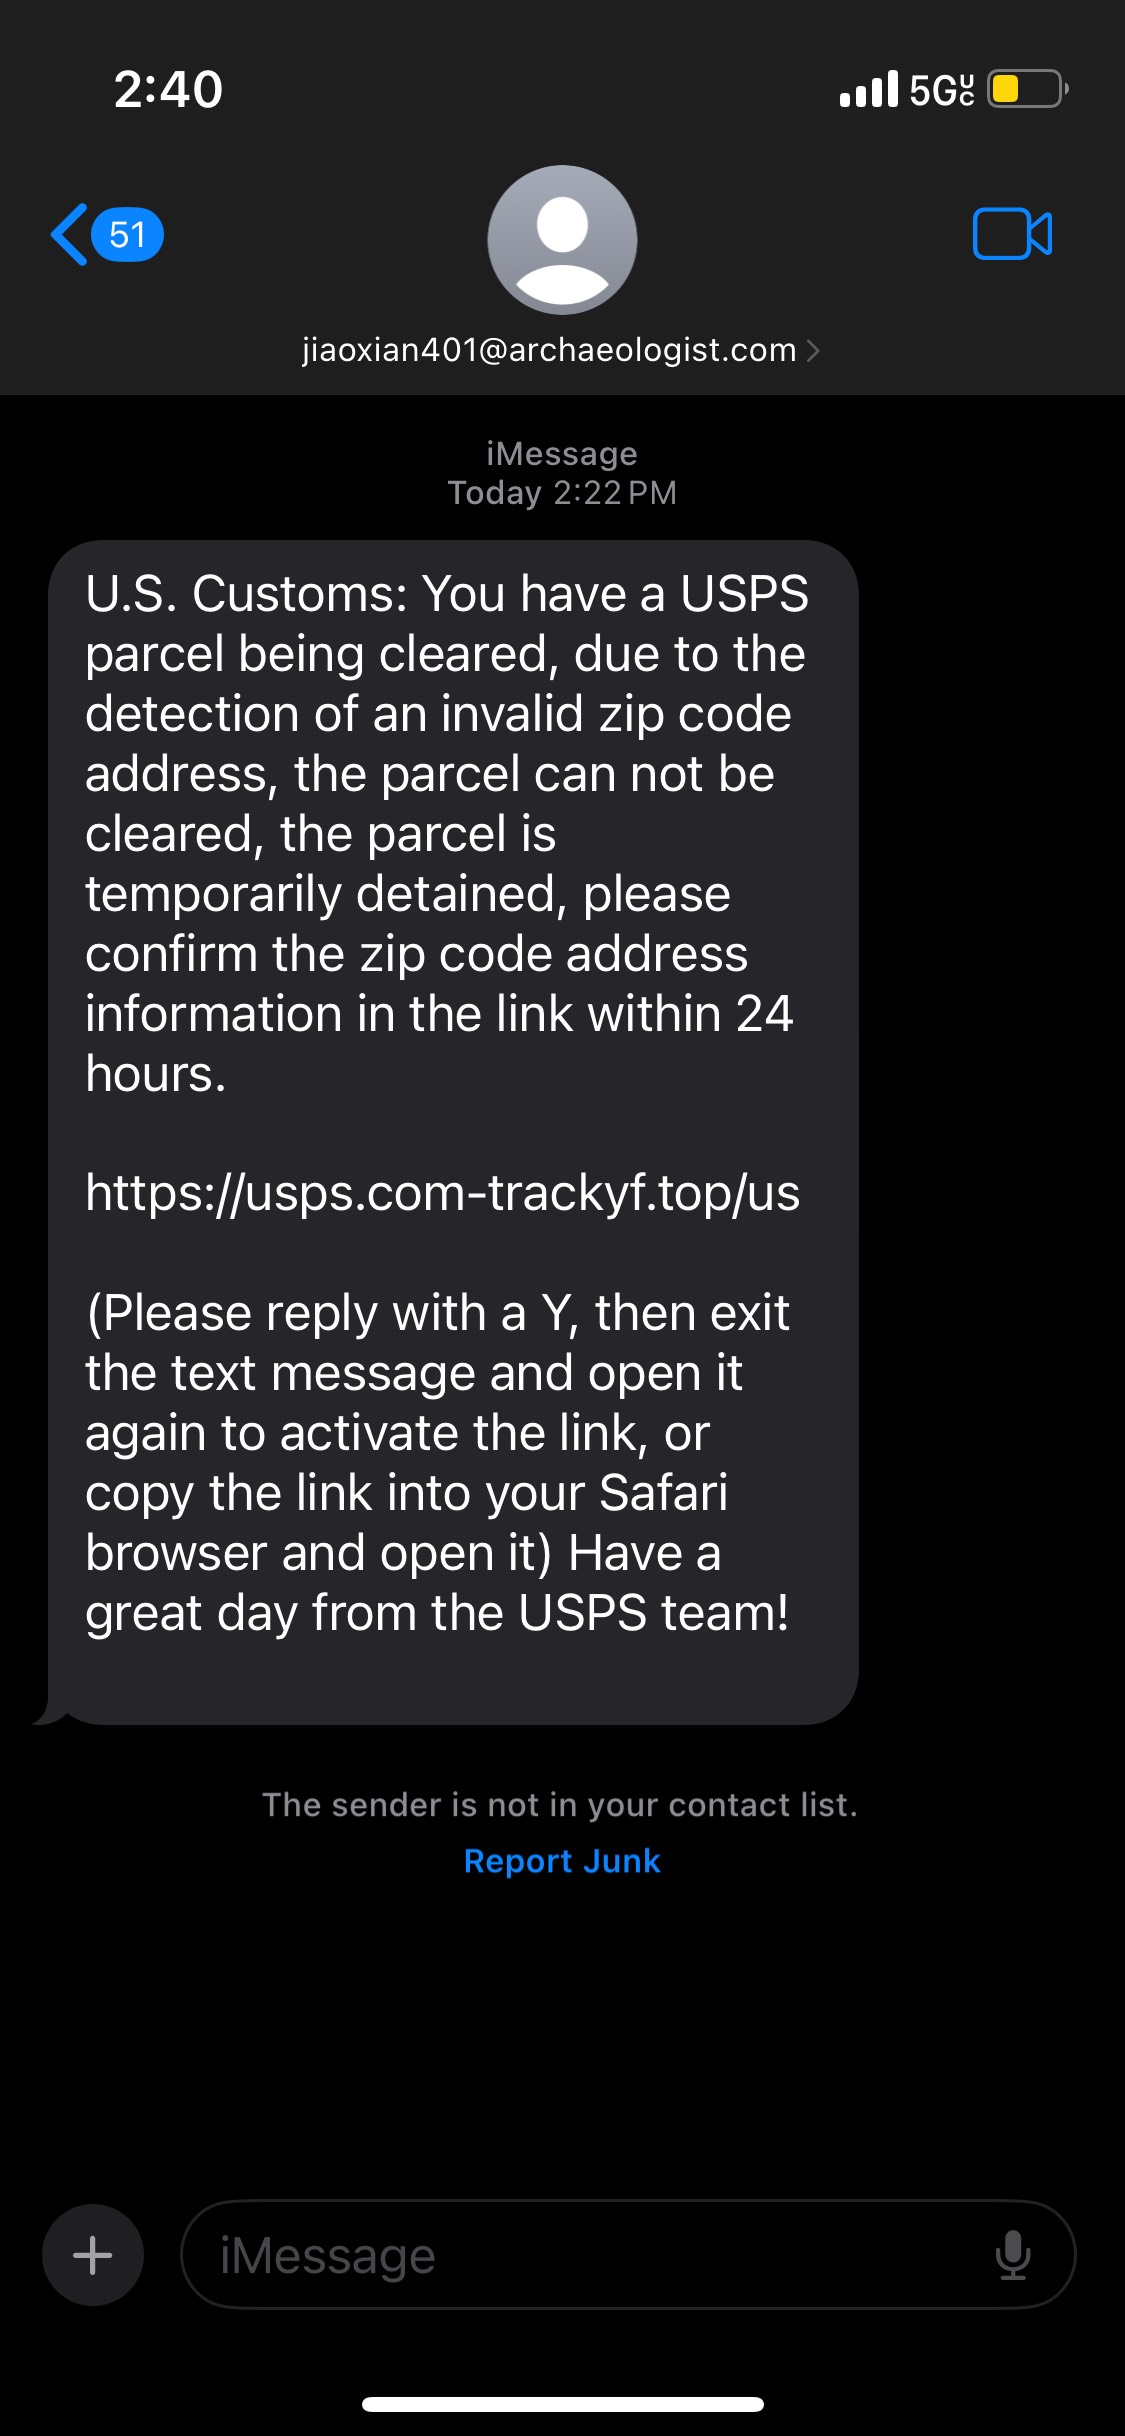 2:40
5GUC
51
jiaoxian401@archaeologist.com
iMessage
Today 2:22 PM
U.S. Customs: You have a USPS
parcel being cleared, due to the
detection of an invalid zip code
address, the parcel can not be
cleared, the parcel is
temporarily detained, please
confirm the zip code address
information in the link within 24
hours.
https://usps.com-trackyf.top/us
(Please reply with a Y, then exit
the text message and open it
again to activate the link, or
copy the link into your Safari
browser and open it) Have a
great day from the USPS team!
The sender is not in your contact list.
Report Junk
iMessage